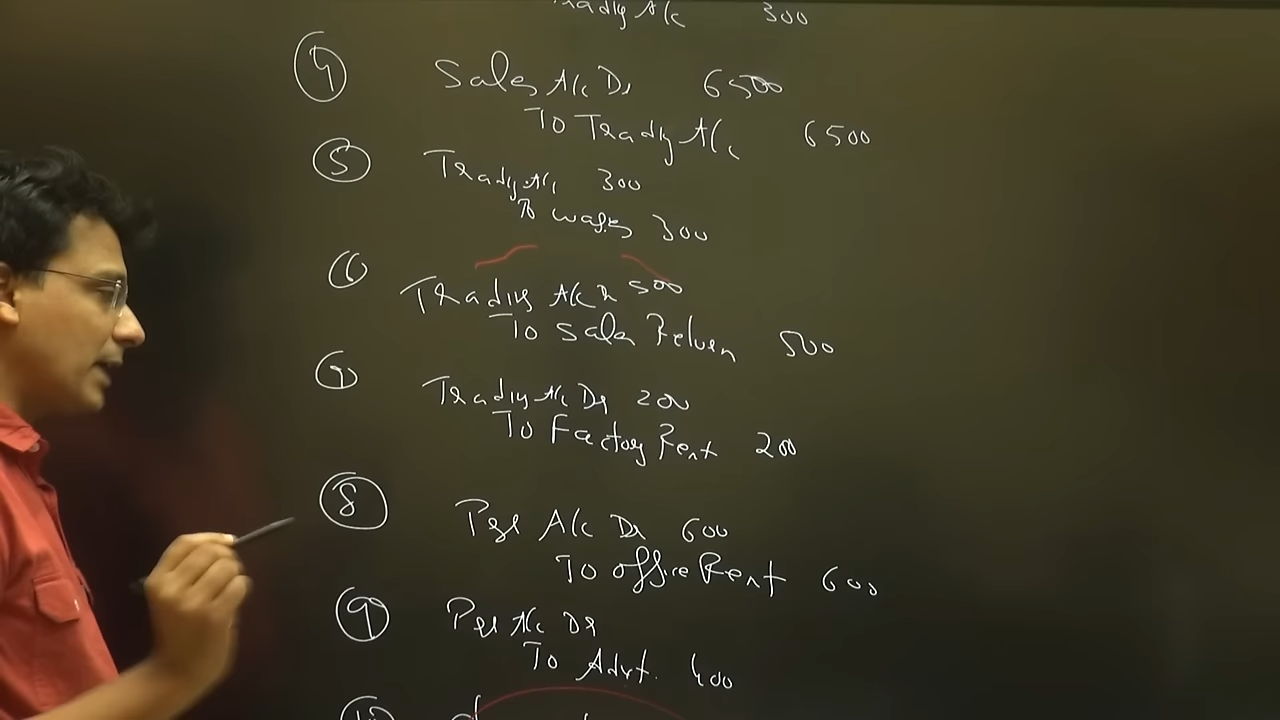 Trading A/c 300
4 Sales A/c Dr 6500
To Trading A/c 6500
5 Trading A/c 300
To wages 300
6 Trading A/c Dr 500
To Sales Return 500
7 Trading A/c Dr 200
To Factory Rent 200
8 P&L A/c Dr 600
To office Rent 600
9 P&L A/c Dr
To Advt. 400
10